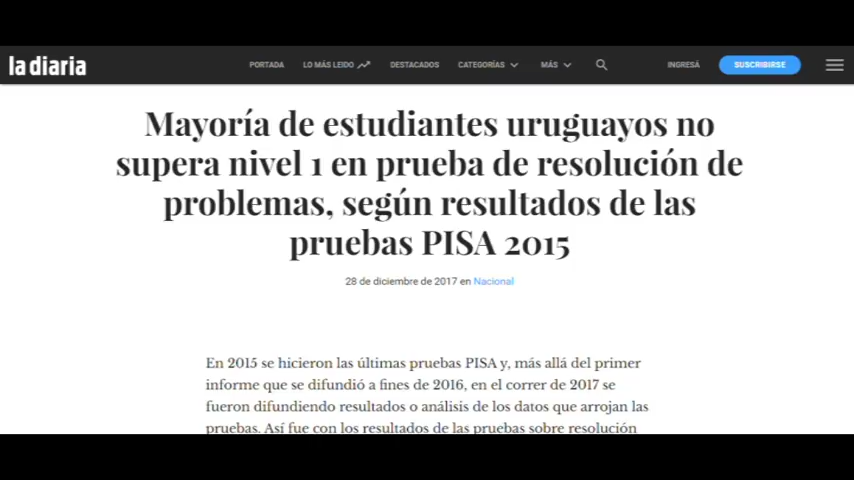 la diaria
PORTADA LO MÁS LEIDO DESTACADOS CATEGORÍAS MÁS INGRESÁ SUSCRIBIRSE
Mayoría de estudiantes uruguayos no
supera nivel 1 en prueba de resolución de
problemas, según resultados de las
pruebas PISA 2015
28 de diciembre de 2017 en Nacional
En 2015 se hicieron las últimas pruebas PISA y, más allá del primer
informe que se difundió a fines de 2016, en el correr de 2017 se
fueron difundiendo resultados o análisis de los datos que arrojan las
pruebas. Así fue con los resultados de las pruebas sobre resolución